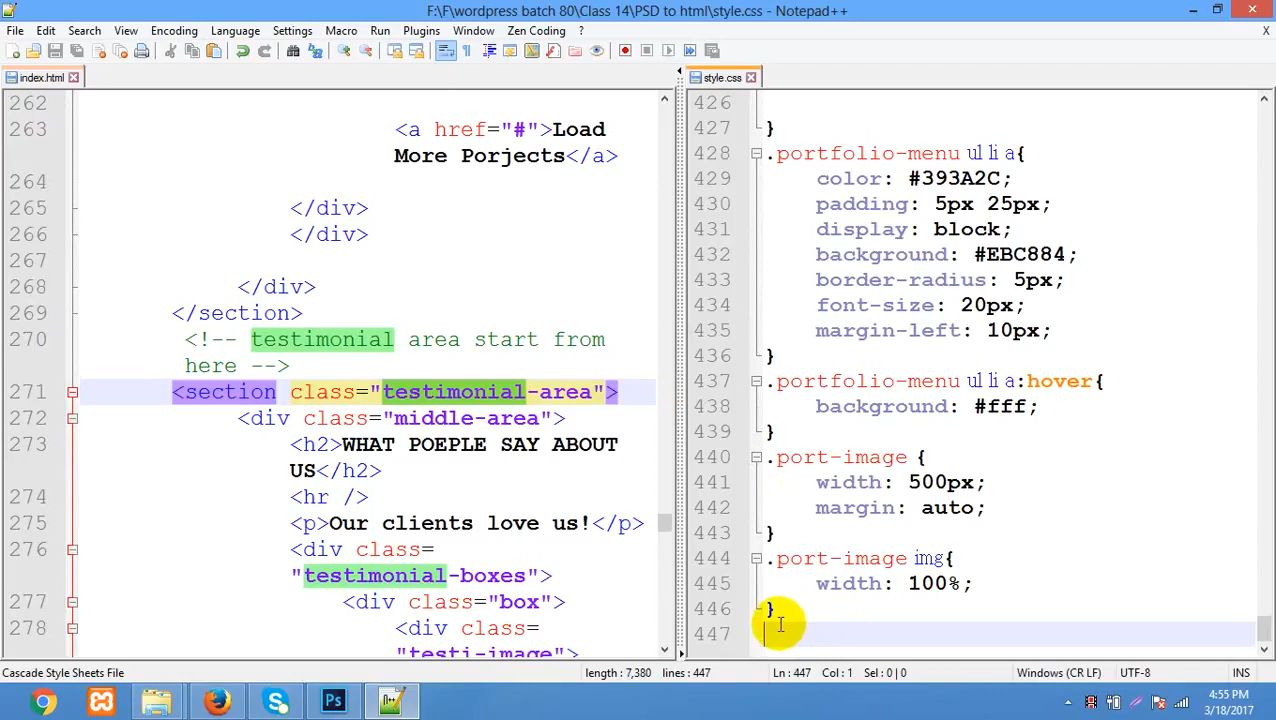 F:\F\wordpress batch 80\Class 14\PSD to html\style.css - Notepad++
File Edit Search View Encoding Language Settings Macro Run Plugins Window Zen Coding ? X
index.html
262
263 <a href="#">Load
More Porjects</a>
264
265 </div>
266 </div>
267
268 </div>
269 </section>
270 <!-- testimonial area start from
here -->
271 <section class="testimonial-area">
272 <div class="middle-area">
273 <h2>WHAT POEPLE SAY ABOUT
US</h2>
274 <hr />
275 <p>Our clients love us!</p>
276 <div class=
"testimonial-boxes">
277 <div class="box">
278 <div class=
"testi-image">
style.css
426
427 }
428 .portfolio-menu ul li a{
429 color: #393A2C;
430 padding: 5px 25px;
431 display: block;
432 background: #EBC884;
433 border-radius: 5px;
434 font-size: 20px;
435 margin-left: 10px;
436 }
437 .portfolio-menu ul li a:hover{
438 background: #fff;
439 }
440 .port-image {
441 width: 500px;
442 margin: auto;
443 }
444 .port-image img{
445 width: 100%;
446 }
447
Cascade Style Sheets File length : 7,380 lines : 447 Ln : 447 Col : 1 Sel : 0 | 0 Windows (CR LF) UTF-8 INS
Ps
4:55 PM
3/18/2017